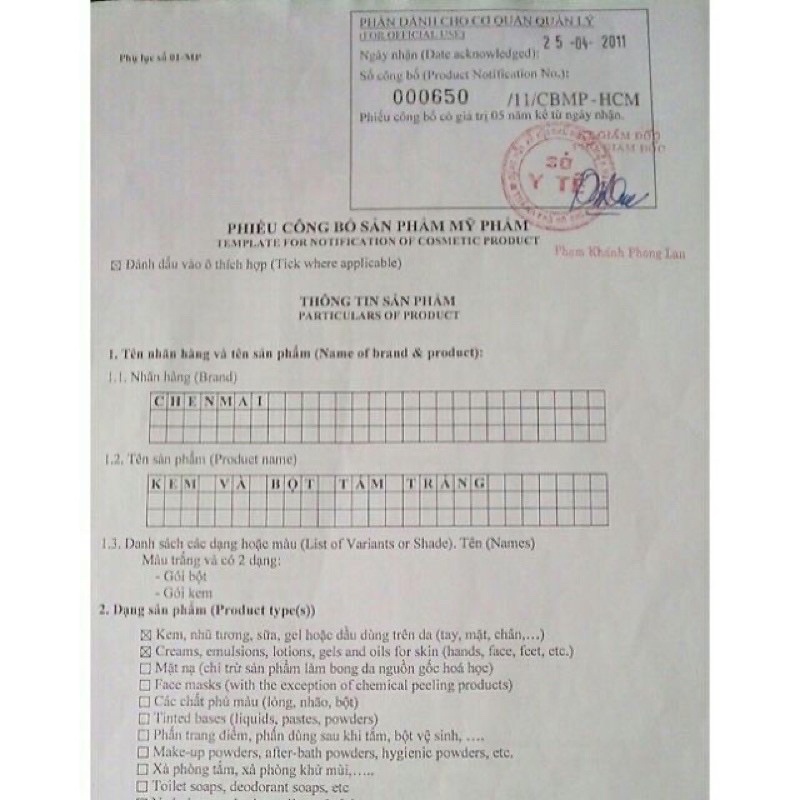 Phụ lục số 01-MP
PHẦN DÀNH CHO CƠ QUAN QUẢN LÝ
(FOR OFFICIAL USE)
Ngày nhận (Date acknowledged): 25 -04- 2011
Số công bố (Product Notification No.):
000650 /11/CBMP-HCM
Phiếu công bố có giá trị 05 năm kể từ ngày nhận.
GIÁM ĐỐC
GIÁM ĐỐC
SỞ
Y TẾ
PHIẾU CÔNG BỐ SẢN PHẨM MỸ PHẨM
TEMPLATE FOR NOTIFICATION OF COSMETIC PRODUCT
Phạm Khánh Phong Lan
☒ Đánh dấu vào ô thích hợp (Tick where applicable)
THÔNG TIN SẢN PHẨM
PARTICULARS OF PRODUCT
1. Tên nhãn hàng và tên sản phẩm (Name of brand & product):
1.1. Nhãn hàng (Brand)
CHENMAI
1.2. Tên sản phẩm (Product name)
KEM VÀ BỘT TẮM TRẮNG
1.3. Danh sách các dạng hoặc màu (List of Variants or Shade). Tên (Names)
Màu trắng và có 2 dạng:
- Gói bột
- Gói kem
2. Dạng sản phẩm (Product type(s))
☒ Kem, nhũ tương, sữa, gel hoặc dầu dùng trên da (tay, mặt, chân,…)
☒ Creams, emulsions, lotions, gels and oils for skin (hands, face, feet, etc.)
☐ Mặt nạ (chỉ trừ sản phẩm làm bong da nguồn gốc hoá học)
☐ Face masks (with the exception of chemical peeling products)
☐ Các chất phủ màu (lỏng, nhão, bột)
☐ Tinted bases (liquids, pastes, powders)
☐ Phấn trang điểm, phấn dùng sau khi tắm, bột vệ sinh, ….
☐ Make-up powders, after-bath powders, hygienic powders, etc.
☐ Xà phòng tắm, xà phòng khử mùi,…..
☐ Toilet soaps, deodorant soaps, etc